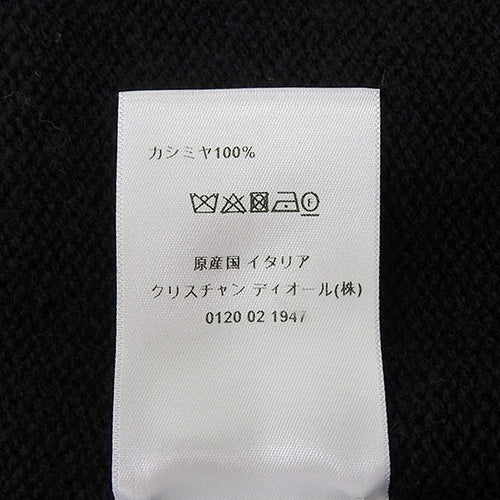 カシミヤ100%
F
原産国 イタリア
クリスチャン ディオール(株)
0120 02 1947